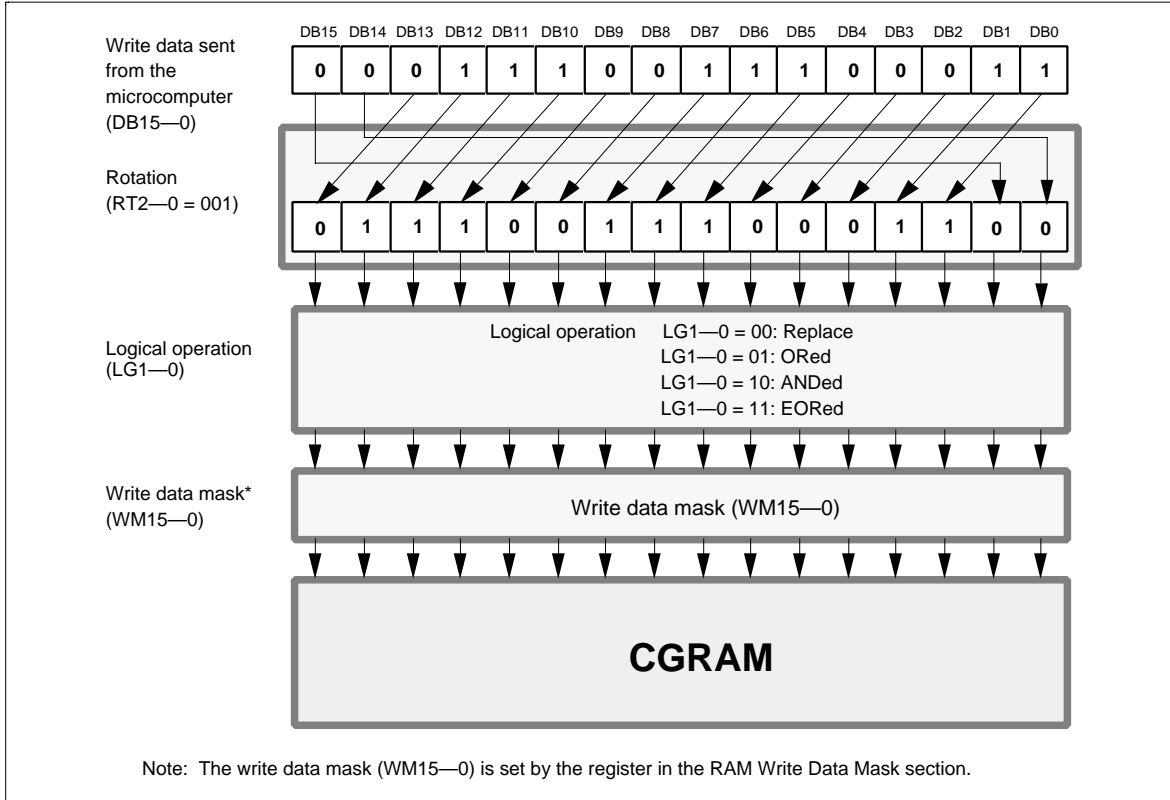 DB15 DB14 DB13 DB12 DB11 DB10 DB9 DB8 DB7 DB6 DB5 DB4 DB3 DB2 DB1 DB0
Write data sent
from the
microcomputer
(DB15—0)
0 0 0 1 1 1 0 0 1 1 1 0 0 0 1 1
Rotation
(RT2—0 = 001)
0 1 1 1 0 0 1 1 1 0 0 0 1 1 0 0
Logical operation
(LG1—0)
Logical operation LG1—0 = 00: Replace
LG1—0 = 01: ORed
LG1—0 = 10: ANDed
LG1—0 = 11: EORed
Write data mask*
(WM15—0)
Write data mask (WM15—0)
CGRAM
Note: The write data mask (WM15—0) is set by the register in the RAM Write Data Mask section.